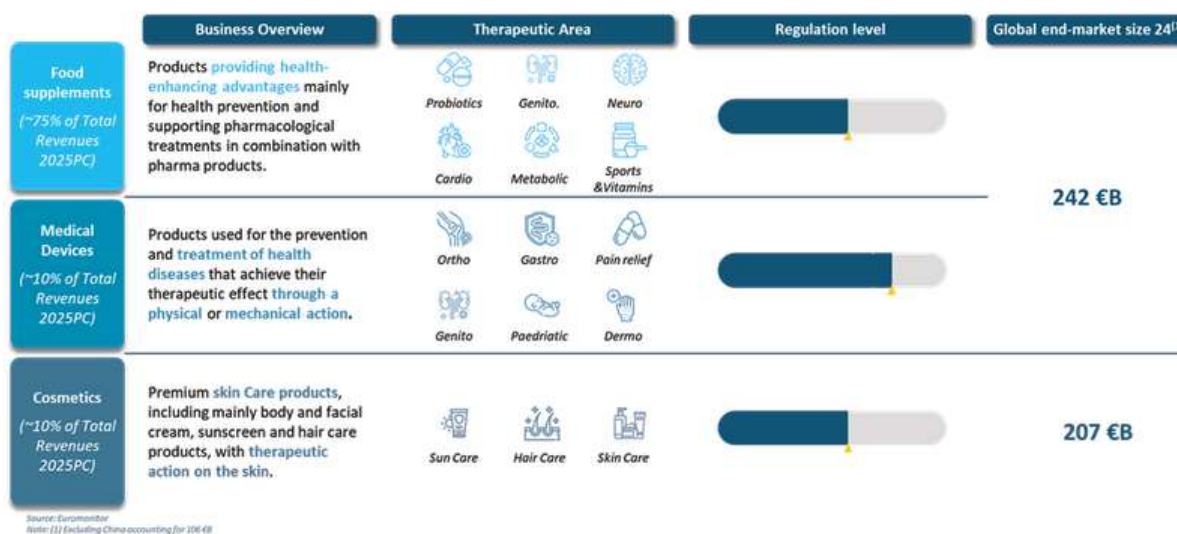 Business Overview
Therapeutic Area
Regulation level
Global end-market size 24(
Food
supplements
(~75% of Total
Revenues
2025PC)
Products providing health-
enhancing advantages mainly
for health prevention and
supporting pharmacological
treatments in combination with
pharma products.
Probiotics
Genito.
Neuro
Cardio
Metabolic
Sports
&Vitamins
242 €B
Medical
Devices
(~10% of Total
Revenues
2025PC)
Products used for the prevention
and treatment of health
diseases that achieve their
therapeutic effect through a
physical or mechanical action.
Ortho
Gastro
Pain relief
Genito
Paedriatic
Dermo
Cosmetics
(~10% of Total
Revenues
2025PC)
Premium skin Care products,
including mainly body and facial
cream, sunscreen and hair care
products, with therapeutic
action on the skin.
Sun Care
Hair Care
Skin Care
207 €B
Source: Euromonitor
Note: (1) Excluding China accounting for 106 €B